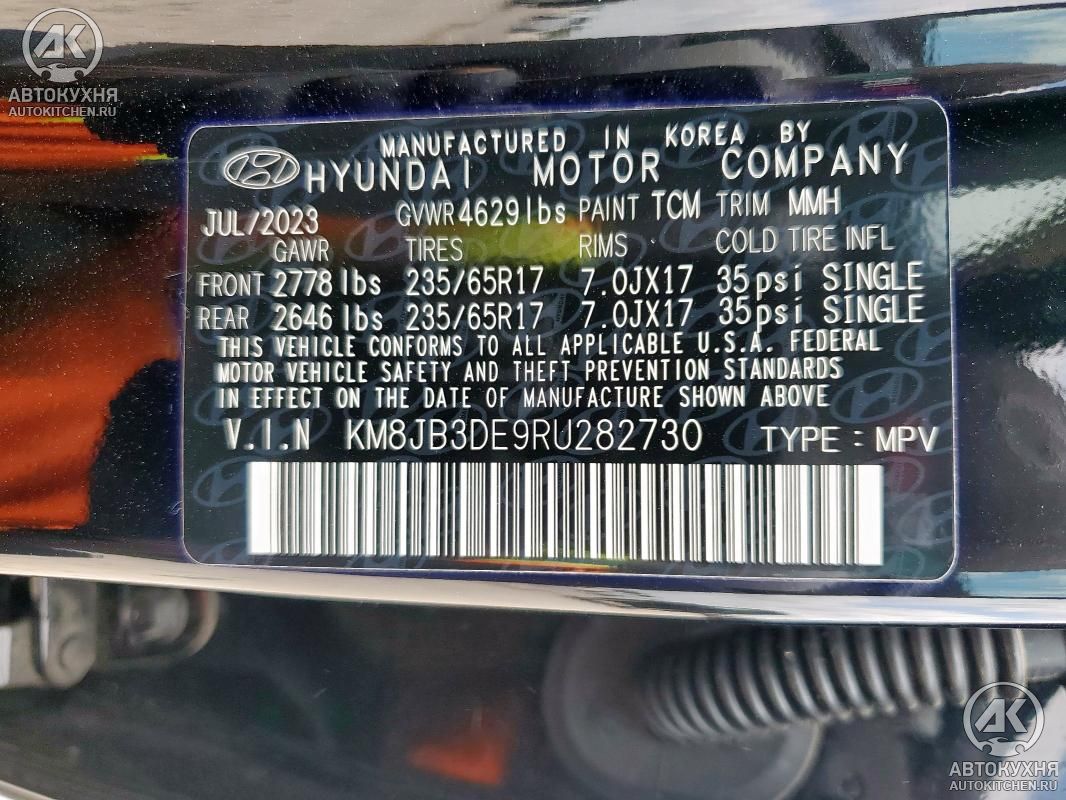 AK
АВТОКУХНЯ
AUTOKITCHEN.RU
MANUFACTURED IN KOREA BY
HYUNDAI MOTOR COMPANY
JUL/2023 GVWR 4629lbs PAINT TCM TRIM MMH
GAWR TIRES RIMS COLD TIRE INFL
FRONT 2778 lbs 235/65R17 7.0JX17 35psi SINGLE
REAR 2646 lbs 235/65R17 7.0JX17 35psi SINGLE
THIS VEHICLE CONFORMS TO ALL APPLICABLE U.S.A. FEDERAL
MOTOR VEHICLE SAFETY AND THEFT PREVENTION STANDARDS
IN EFFECT ON THE DATE OF MANUFACTURE SHOWN ABOVE
V.I.N KM8JB3DE9RU282730 TYPE : MPV
AK
АВТОКУХНЯ
AUTOKITCHEN.RU